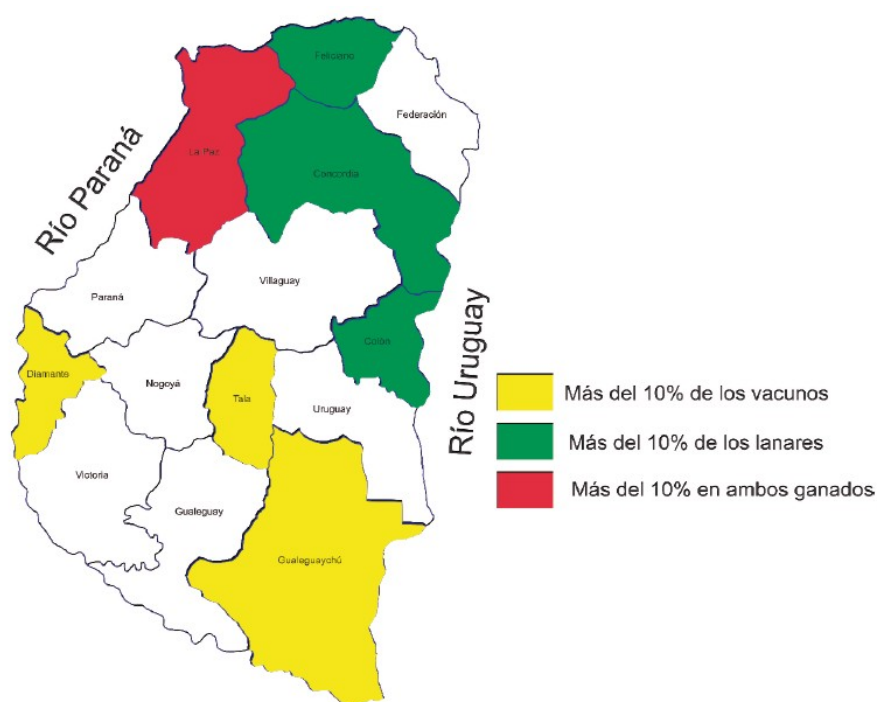 Feliciano
Federación
La Paz
Concordia
Río Paraná
Villaguay
Paraná
Río Uruguay
Colón
Diamante
Nogoyá
Tala
Uruguay
Victoria
Gualeguay
Gualeguaychú
Más del 10% de los vacunos
Más del 10% de los lanares
Más del 10% en ambos ganados